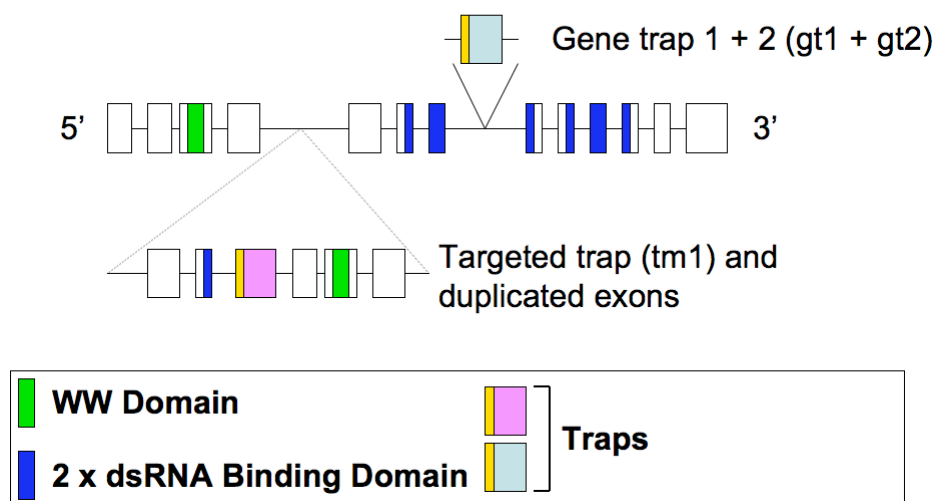 Gene trap 1 + 2 (gt1 + gt2)
5’
3’
Targeted trap (tm1) and
duplicated exons
WW Domain
2 x dsRNA Binding Domain
Traps